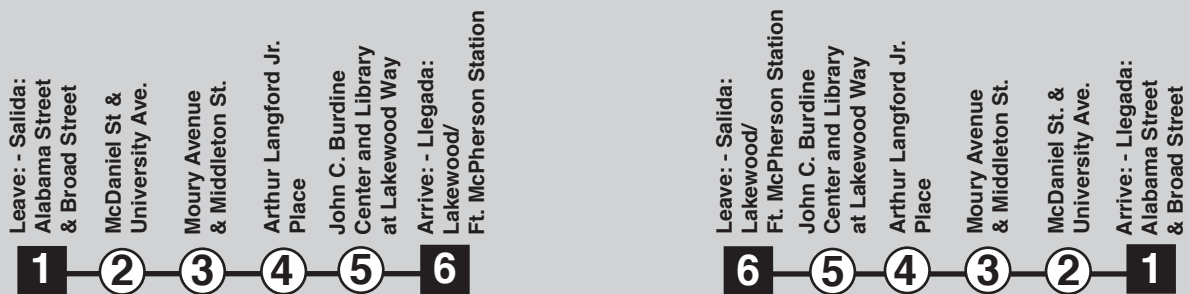 Leave: - Salida:
Alabama Street
& Broad Street
McDaniel St &
University Ave.
Moury Avenue
& Middleton St.
Arthur Langford Jr.
Place
John C. Burdine
Center and Library
at Lakewood Way
Arrive: - Llegada:
Lakewood/
Ft. McPherson Station
1
2
3
4
5
6
Leave: - Salida:
Lakewood/
Ft. McPherson Station
John C. Burdine
Center and Library
at Lakewood Way
Arthur Langford Jr.
Place
Moury Avenue
& Middleton St.
McDaniel St. &
University Ave.
Arrive: - Llegada:
Alabama Street
& Broad Street
6
5
4
3
2
1